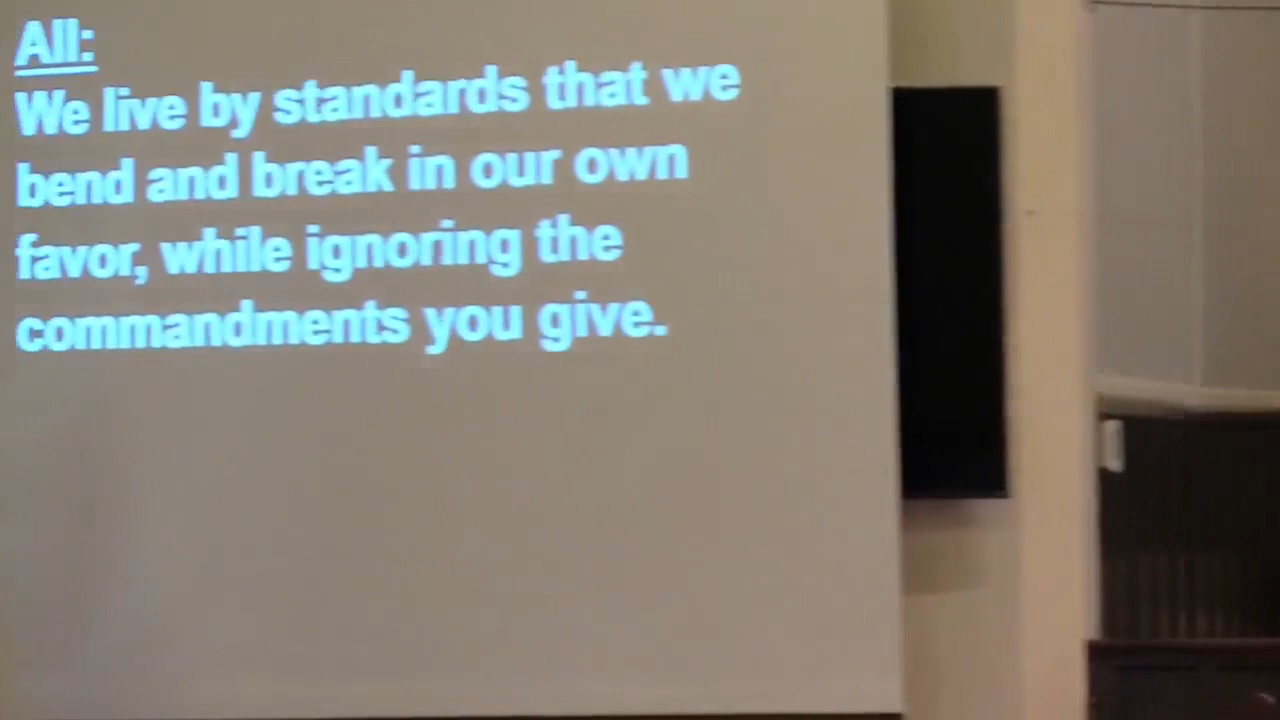 All:
We live by standards that we
bend and break in our own
favor, while ignoring the
commandments you give.